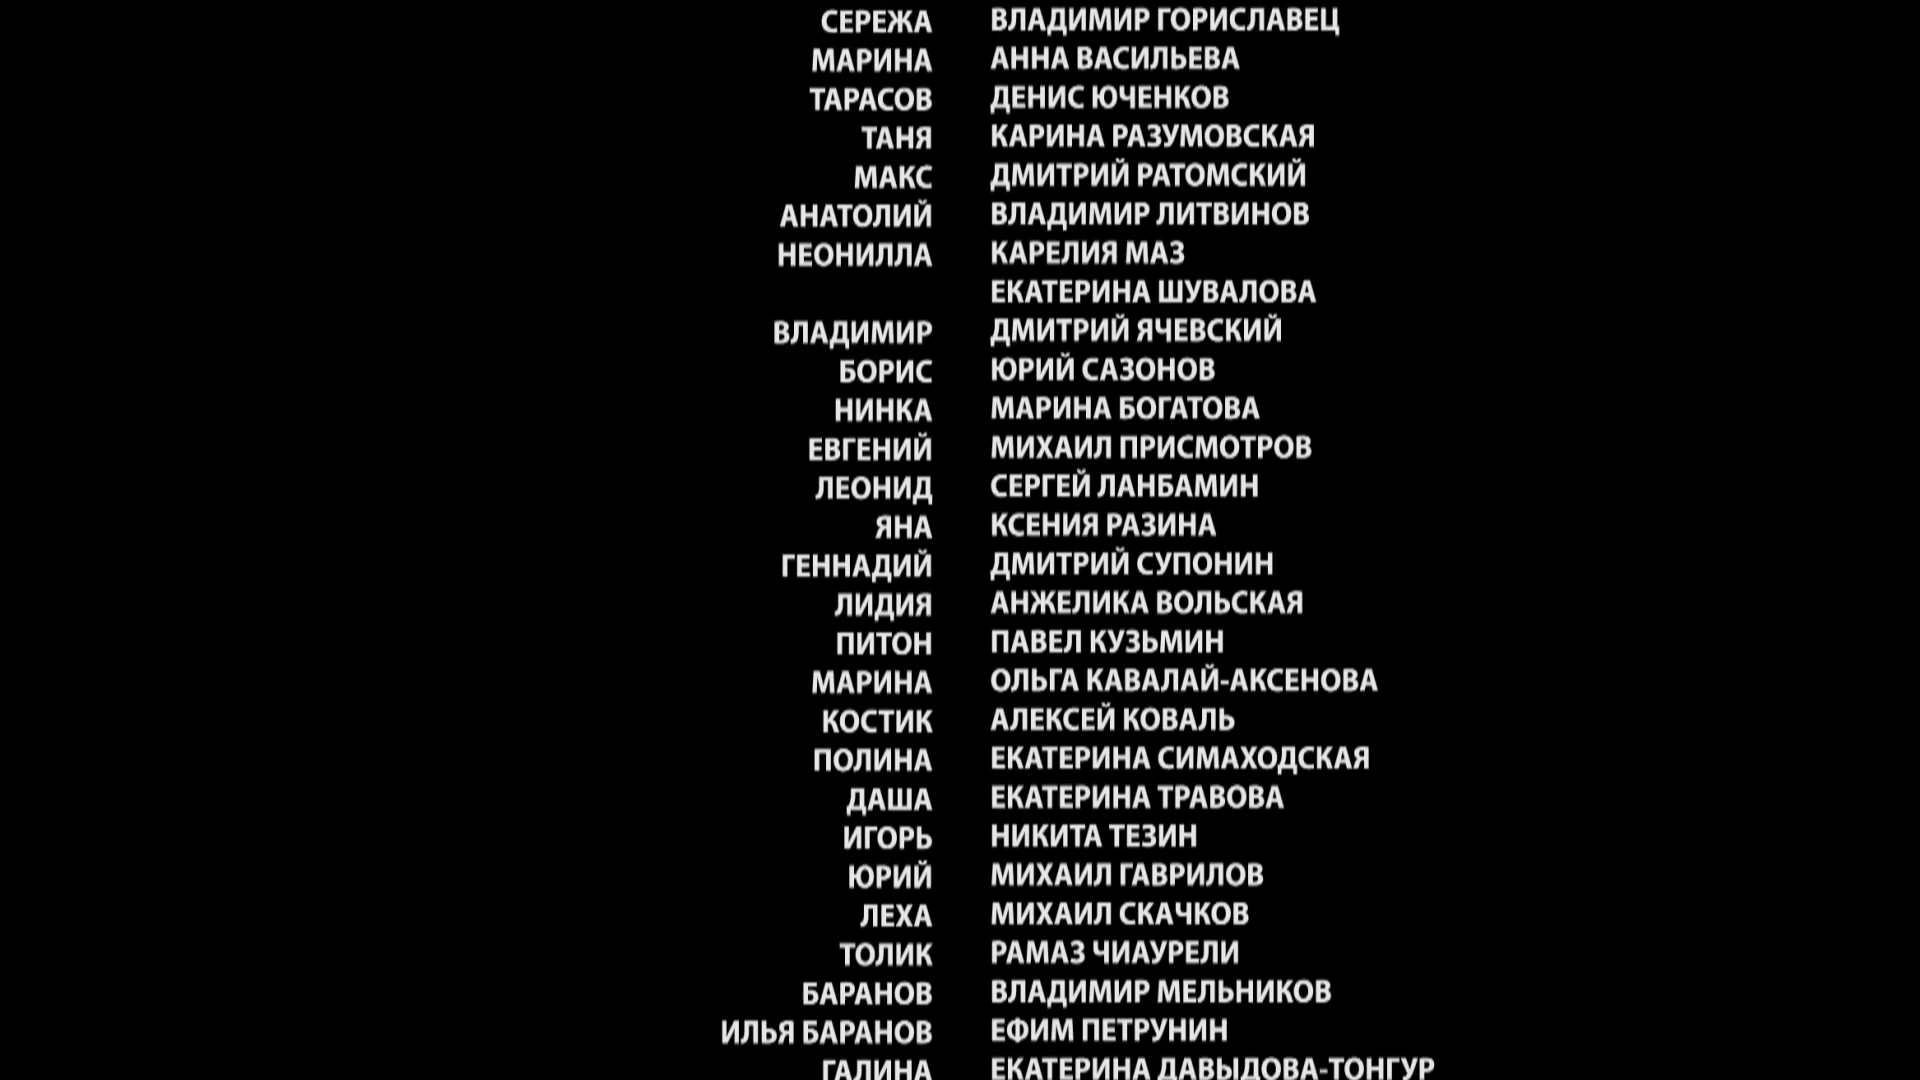 СЕРЕЖА ВЛАДИМИР ГОРИСЛАВЕЦ
МАРИНА АННА ВАСИЛЬЕВА
ТАРАСОВ ДЕНИС ЮЧЕНКОВ
ТАНЯ КАРИНА РАЗУМОВСКАЯ
МАКС ДМИТРИЙ РАТОМСКИЙ
АНАТОЛИЙ ВЛАДИМИР ЛИТВИНОВ
НЕОНИЛЛА КАРЕЛИЯ МАЗ
ЕКАТЕРИНА ШУВАЛОВА
ВЛАДИМИР ДМИТРИЙ ЯЧЕВСКИЙ
БОРИС ЮРИЙ САЗОНОВ
НИНКА МАРИНА БОГАТОВА
ЕВГЕНИЙ МИХАИЛ ПРИСМОТРОВ
ЛЕОНИД СЕРГЕЙ ЛАНБАМИН
ЯНА КСЕНИЯ РАЗИНА
ГЕННАДИЙ ДМИТРИЙ СУПОНИН
ЛИДИЯ АНЖЕЛИКА ВОЛЬСКАЯ
ПИТОН ПАВЕЛ КУЗЬМИН
МАРИНА ОЛЬГА КАВАЛАЙ-АКСЕНОВА
КОСТИК АЛЕКСЕЙ КОВАЛЬ
ПОЛИНА ЕКАТЕРИНА СИМАХОДСКАЯ
ДАША ЕКАТЕРИНА ТРАВОВА
ИГОРЬ НИКИТА ТЕЗИН
ЮРИЙ МИХАИЛ ГАВРИЛОВ
ЛЕХА МИХАИЛ СКАЧКОВ
ТОЛИК РАМАЗ ЧИАУРЕЛИ
БАРАНОВ ВЛАДИМИР МЕЛЬНИКОВ
ИЛЬЯ БАРАНОВ ЕФИМ ПЕТРУНИН
ГАЛИНА ЕКАТЕРИНА ДАВЫДОВА-ТОНГУР